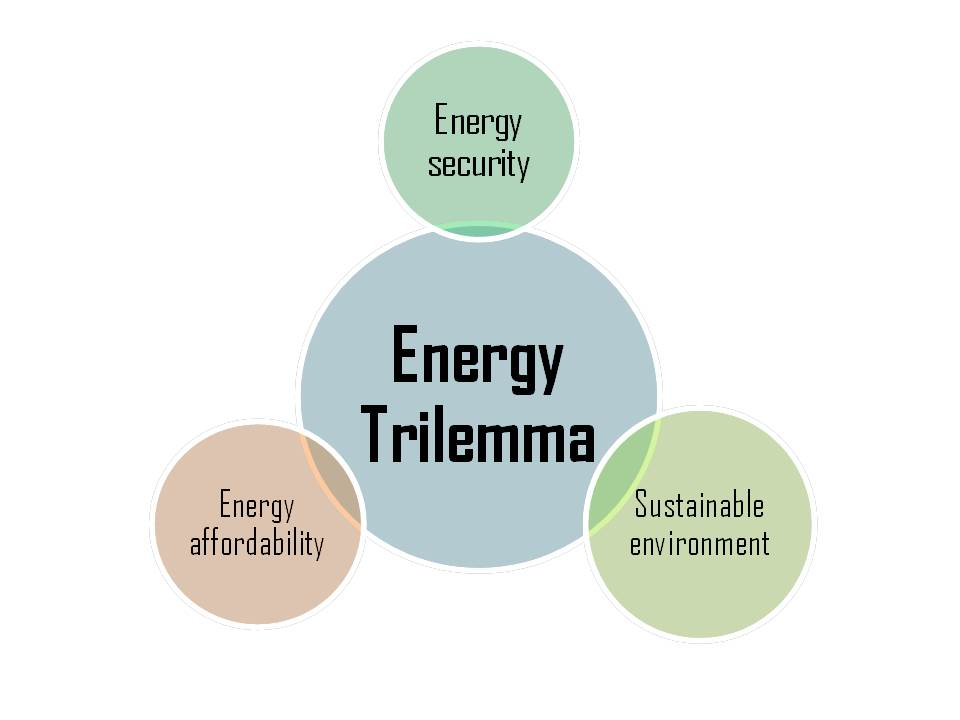 Energy
security
Energy
Trilemma
Energy
affordability
Sustainable
environment